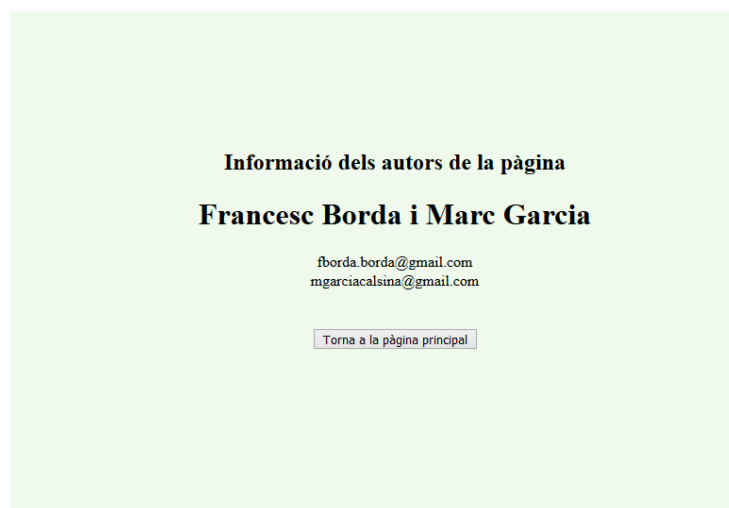 Informació dels autors de la pàgina
Francesc Borda i Marc Garcia
fborda.borda@gmail.com
mgarciacalsina@gmail.com
Torna a la pàgina principal